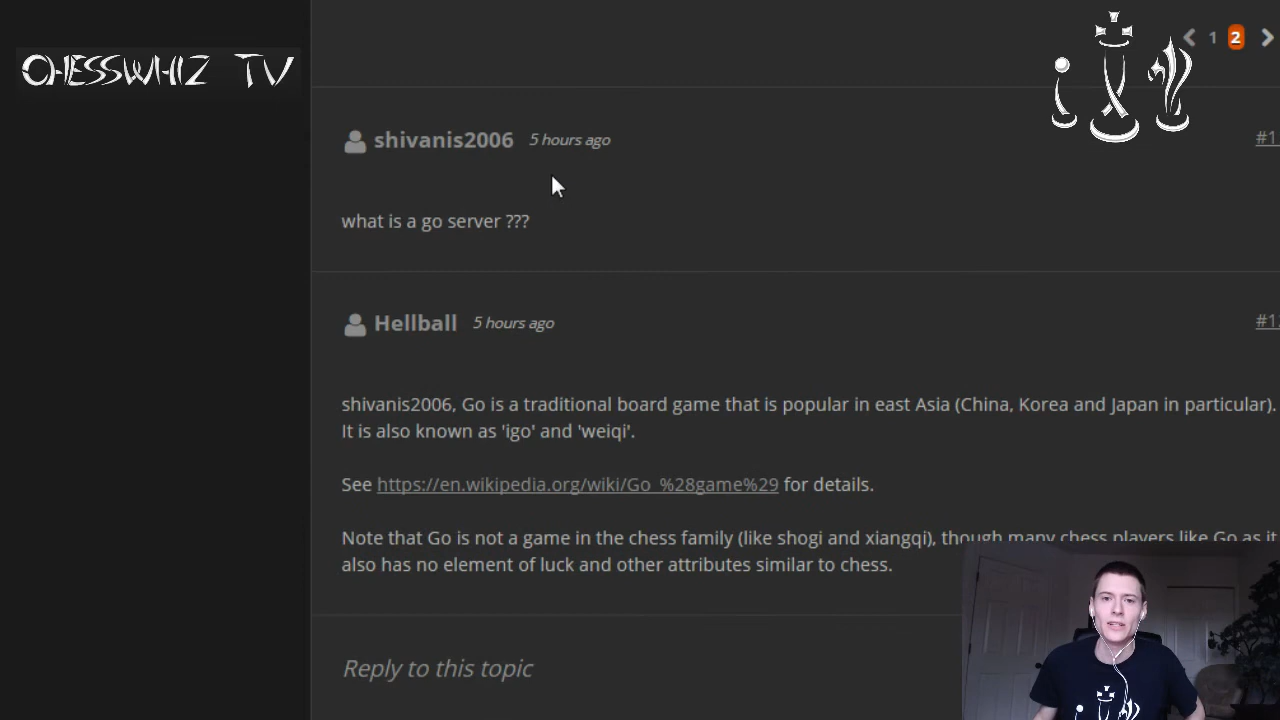 CHESSWHIZ TV
1 2
shivanis2006 5 hours ago
what is a go server ???
Hellball 5 hours ago
shivanis2006, Go is a traditional board game that is popular in east Asia (China, Korea and Japan in particular).
It is also known as 'igo' and 'weiqi'.
See https://en.wikipedia.org/wiki/Go_%28game%29 for details.
Note that Go is not a game in the chess family (like shogi and xiangqi), though many chess players like Go as it
also has no element of luck and other attributes similar to chess.
Reply to this topic